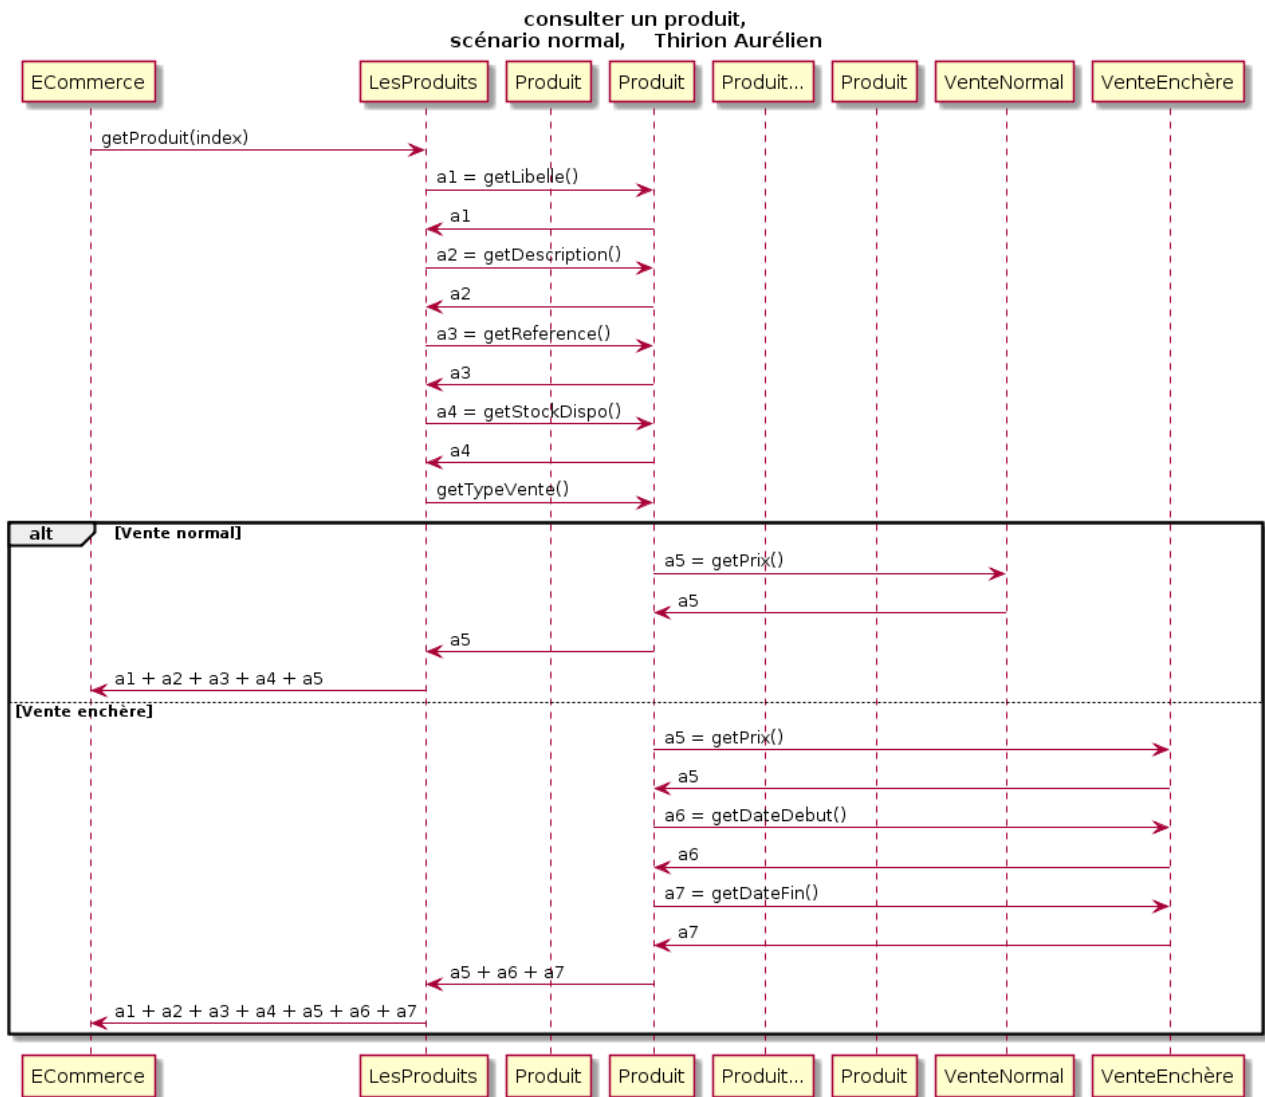 consulter un produit,
scénario normal,    Thirion Aurélien
ECommerce
LesProduits
Produit
Produit
Produit...
Produit
VenteNormal
VenteEnchère
getProduit(index)
a1 = getLibelle()
a1
a2 = getDescription()
a2
a3 = getReference()
a3
a4 = getStockDispo()
a4
getTypeVente()
alt
[Vente normal]
a5 = getPrix()
a5
a5
a1 + a2 + a3 + a4 + a5
[Vente enchère]
a5 = getPrix()
a5
a6 = getDateDebut()
a6
a7 = getDateFin()
a7
a5 + a6 + a7
a1 + a2 + a3 + a4 + a5 + a6 + a7
ECommerce
LesProduits
Produit
Produit
Produit...
Produit
VenteNormal
VenteEnchère